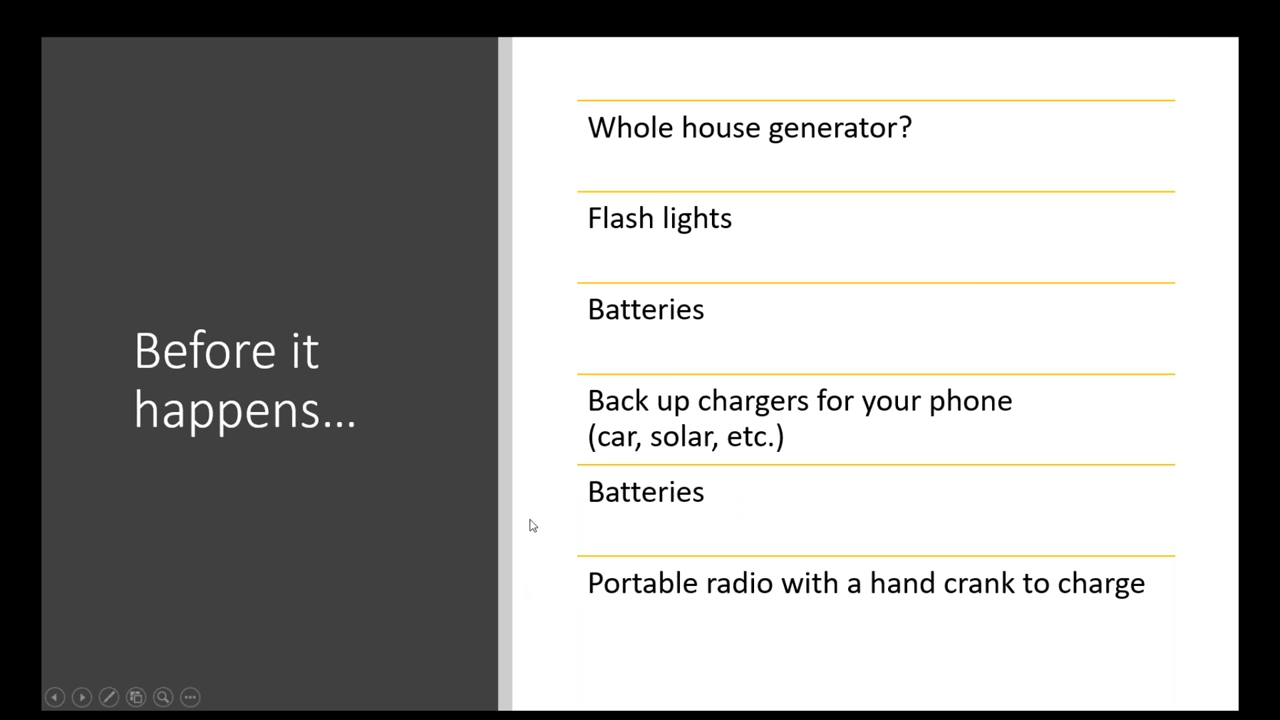 Before it
happens...
Whole house generator?
Flash lights
Batteries
Back up chargers for your phone
(car, solar, etc.)
Batteries
Portable radio with a hand crank to charge